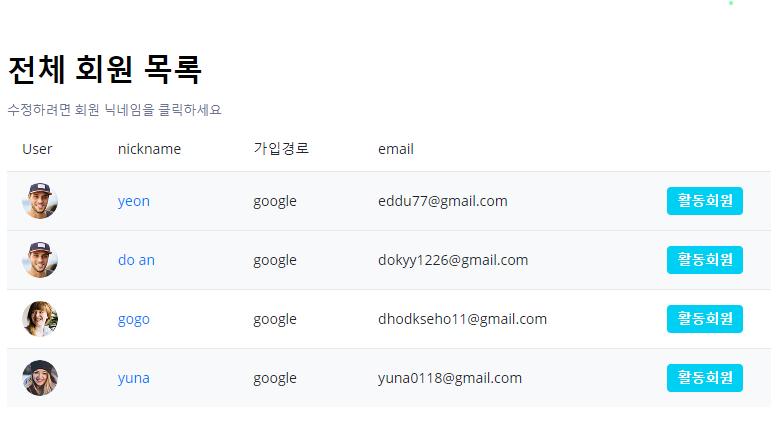 전체 회원 목록
수정하려면 회원 닉네임을 클릭하세요
User nickname 가입경로 email
yeon google eddu77@gmail.com 활동회원
do an google dokyy1226@gmail.com 활동회원
gogo google dhodkseho11@gmail.com 활동회원
yuna google yuna0118@gmail.com 활동회원